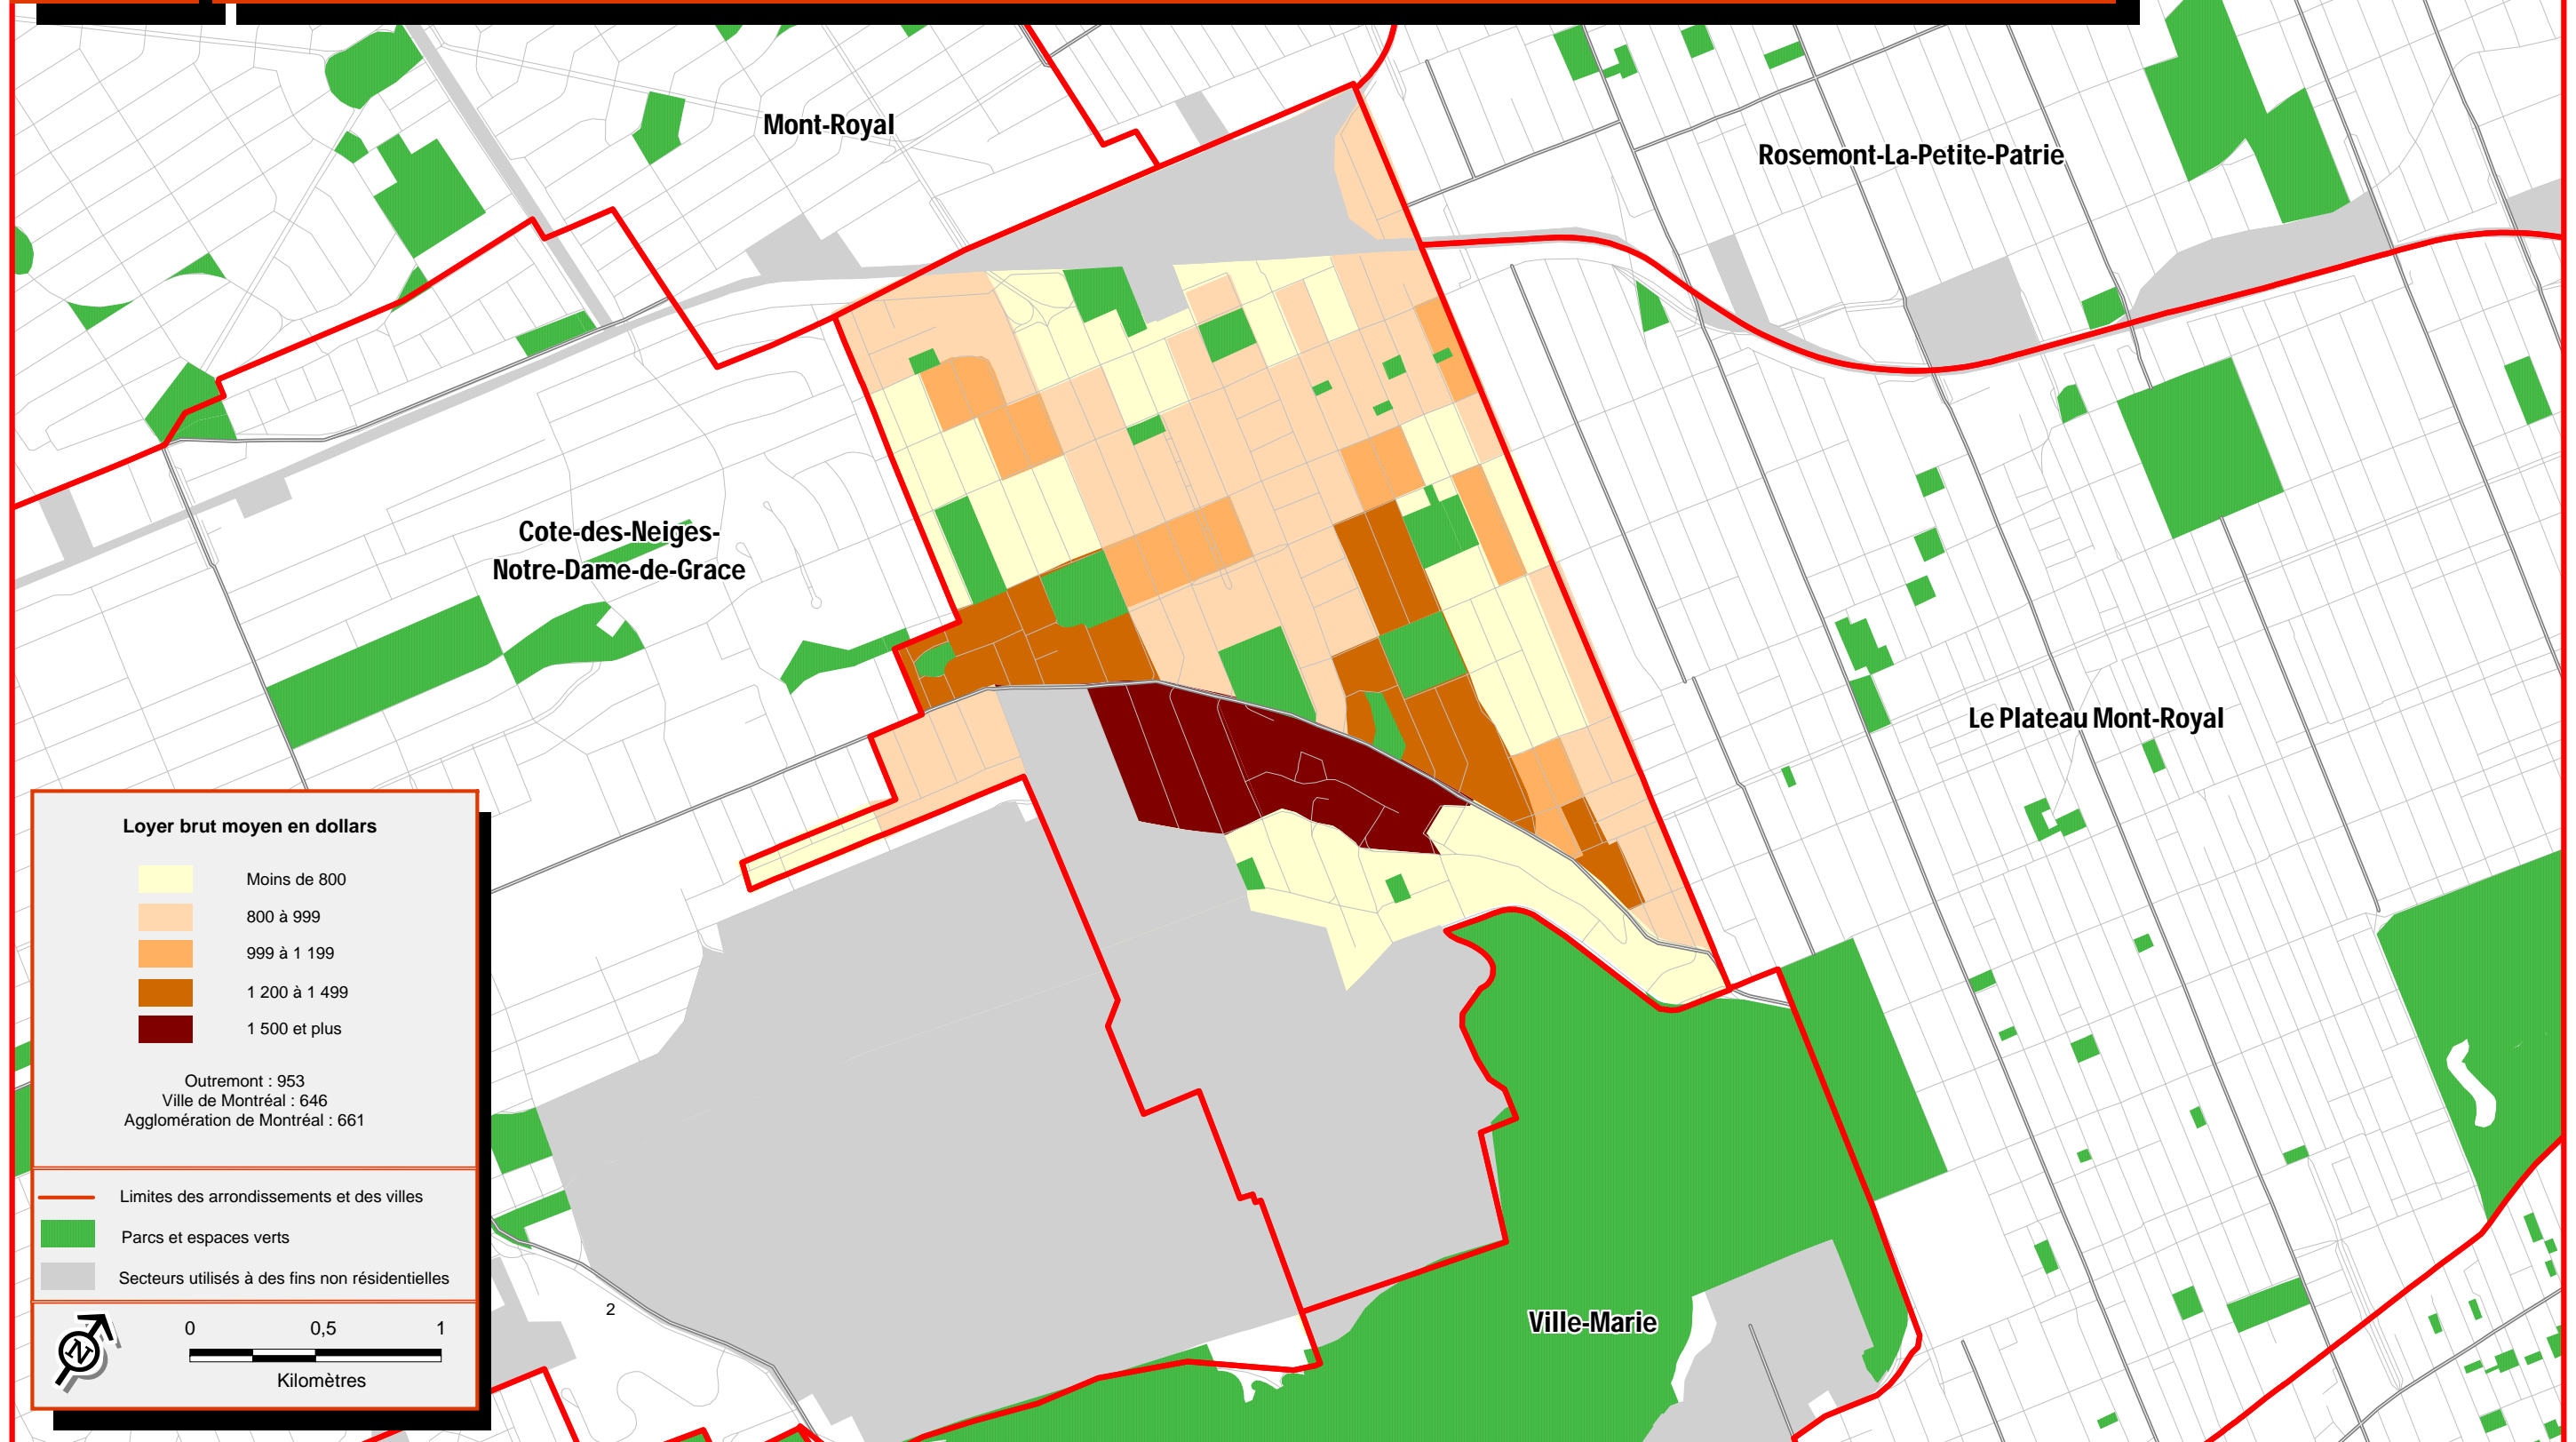 Mont-Royal
Rosemont-La-Petite-Patrie
Cote-des-Neiges-
Notre-Dame-de-Grace
Le Plateau Mont-Royal
Ville-Marie
2
Loyer brut moyen en dollars
Moins de 800
800 à 999
999 à 1 199
1 200 à 1 499
1 500 et plus
Outremont : 953
Ville de Montréal : 646
Agglomération de Montréal : 661
Limites des arrondissements et des villes
Parcs et espaces verts
Secteurs utilisés à des fins non résidentielles
N
0 0,5 1
Kilomètres